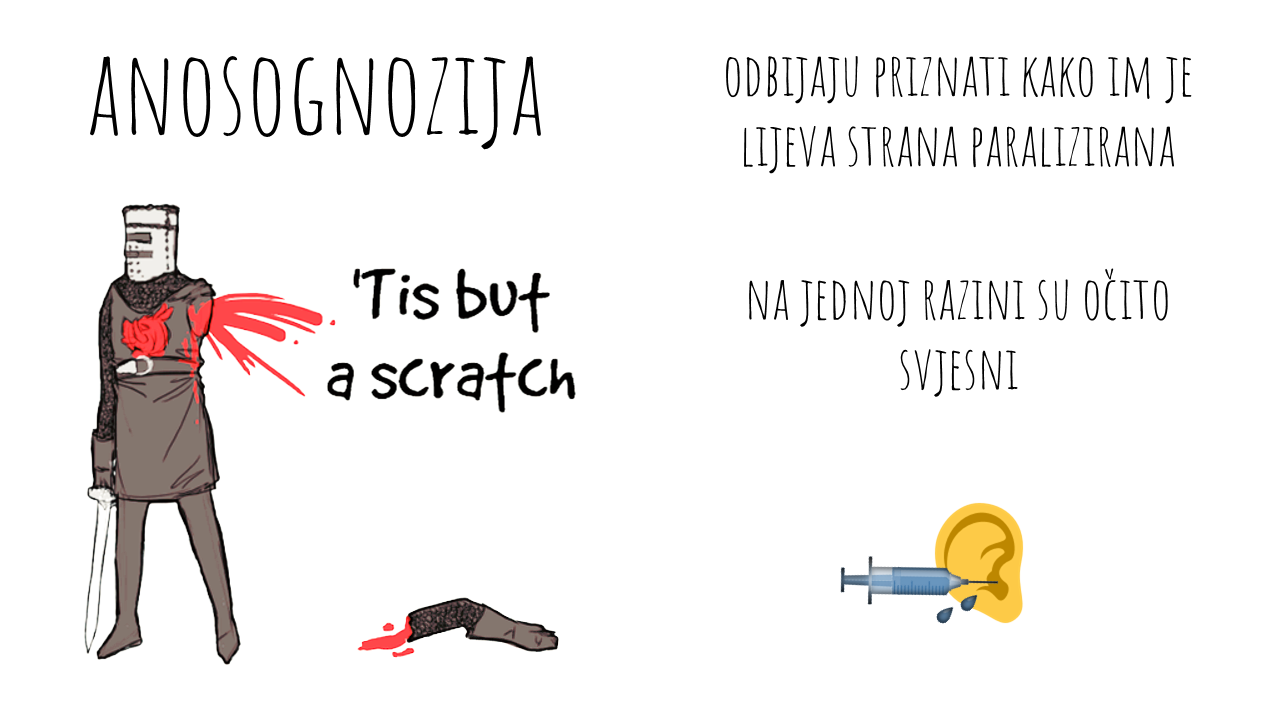 ANOSOGNOZIJA
'Tis but
a scratch
ODBIJAJU PRIZNATI KAKO IM JE
LIJEVA STRANA PARALIZIRANA
NA JEDNOJ RAZINI SU OČITO
SVJESNI